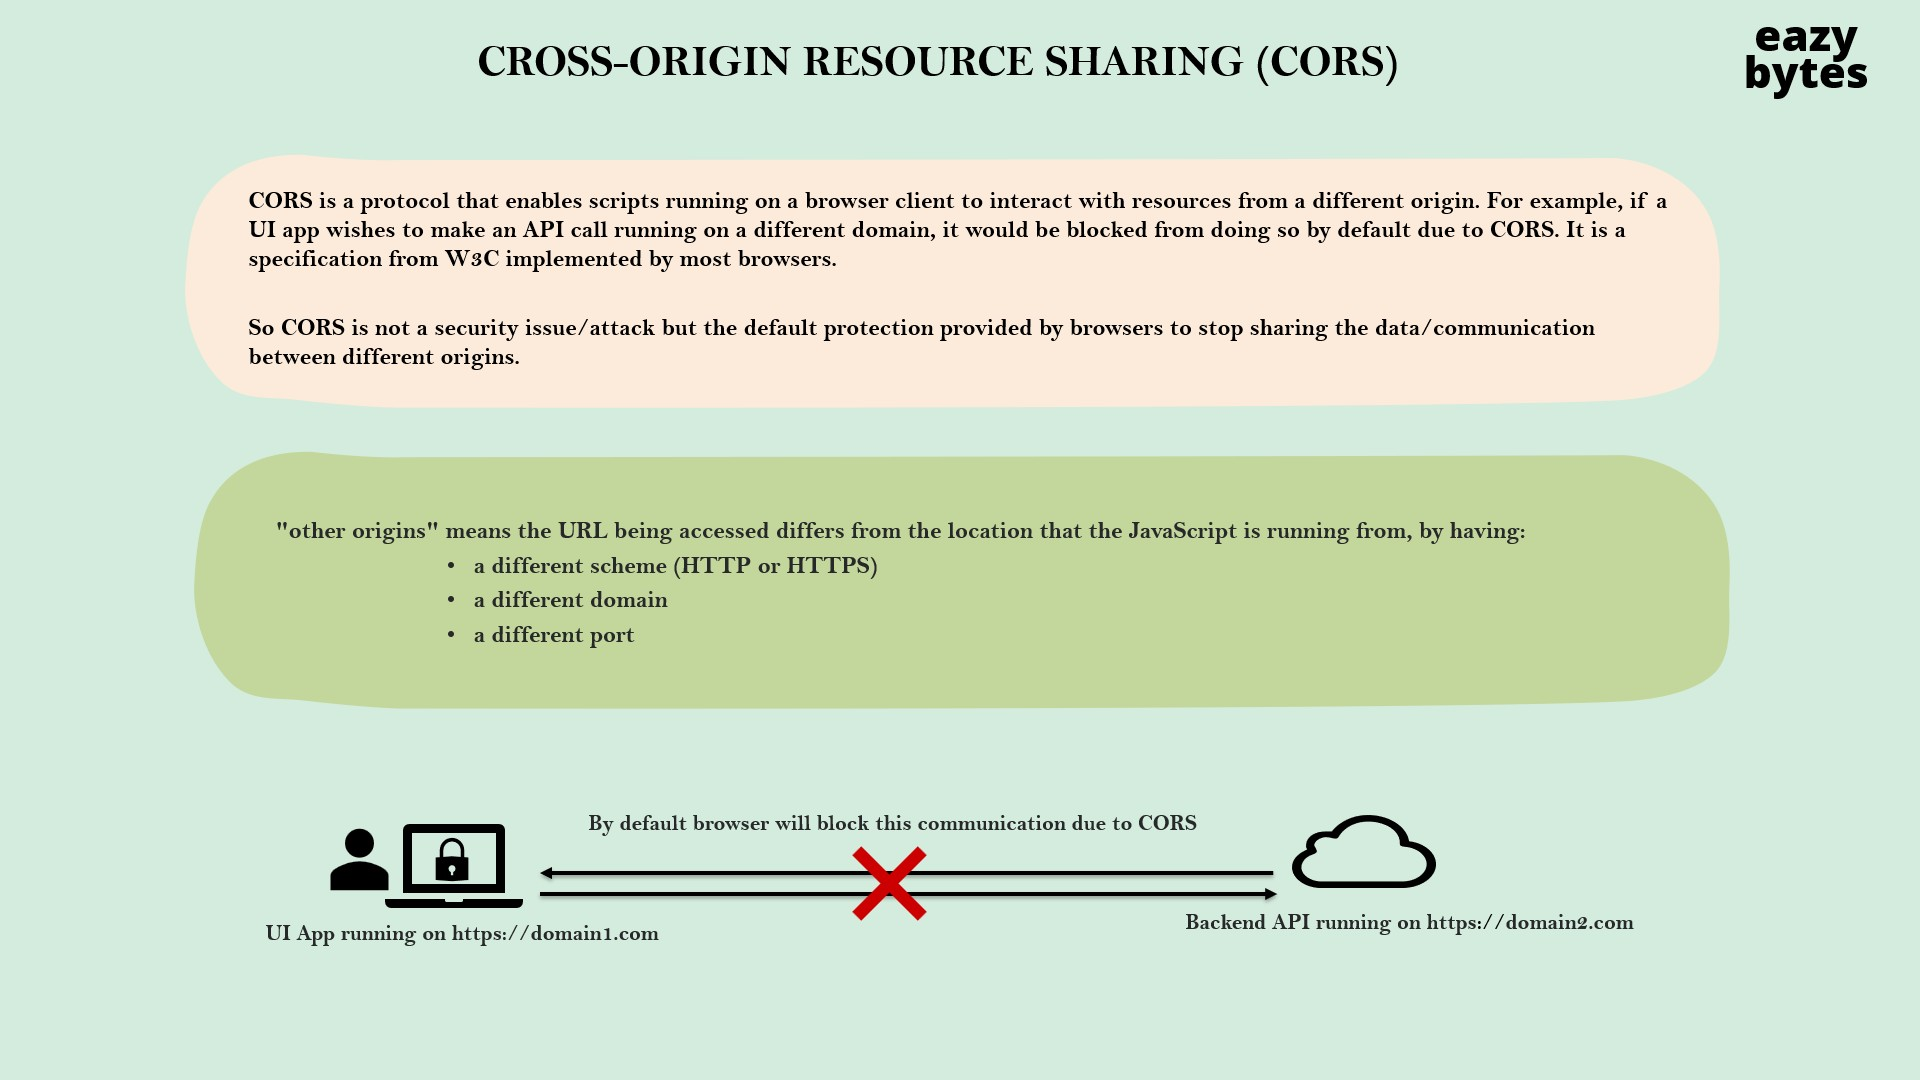 CROSS-ORIGIN RESOURCE SHARING (CORS)
eazy
bytes
CORS is a protocol that enables scripts running on a browser client to interact with resources from a different origin. For example, if a
UI app wishes to make an API call running on a different domain, it would be blocked from doing so by default due to CORS. It is a
specification from W3C implemented by most browsers.
So CORS is not a security issue/attack but the default protection provided by browsers to stop sharing the data/communication
between different origins.
"other origins" means the URL being accessed differs from the location that the JavaScript is running from, by having:
• a different scheme (HTTP or HTTPS)
• a different domain
• a different port
By default browser will block this communication due to CORS
UI App running on https://domain1.com
Backend API running on https://domain2.com